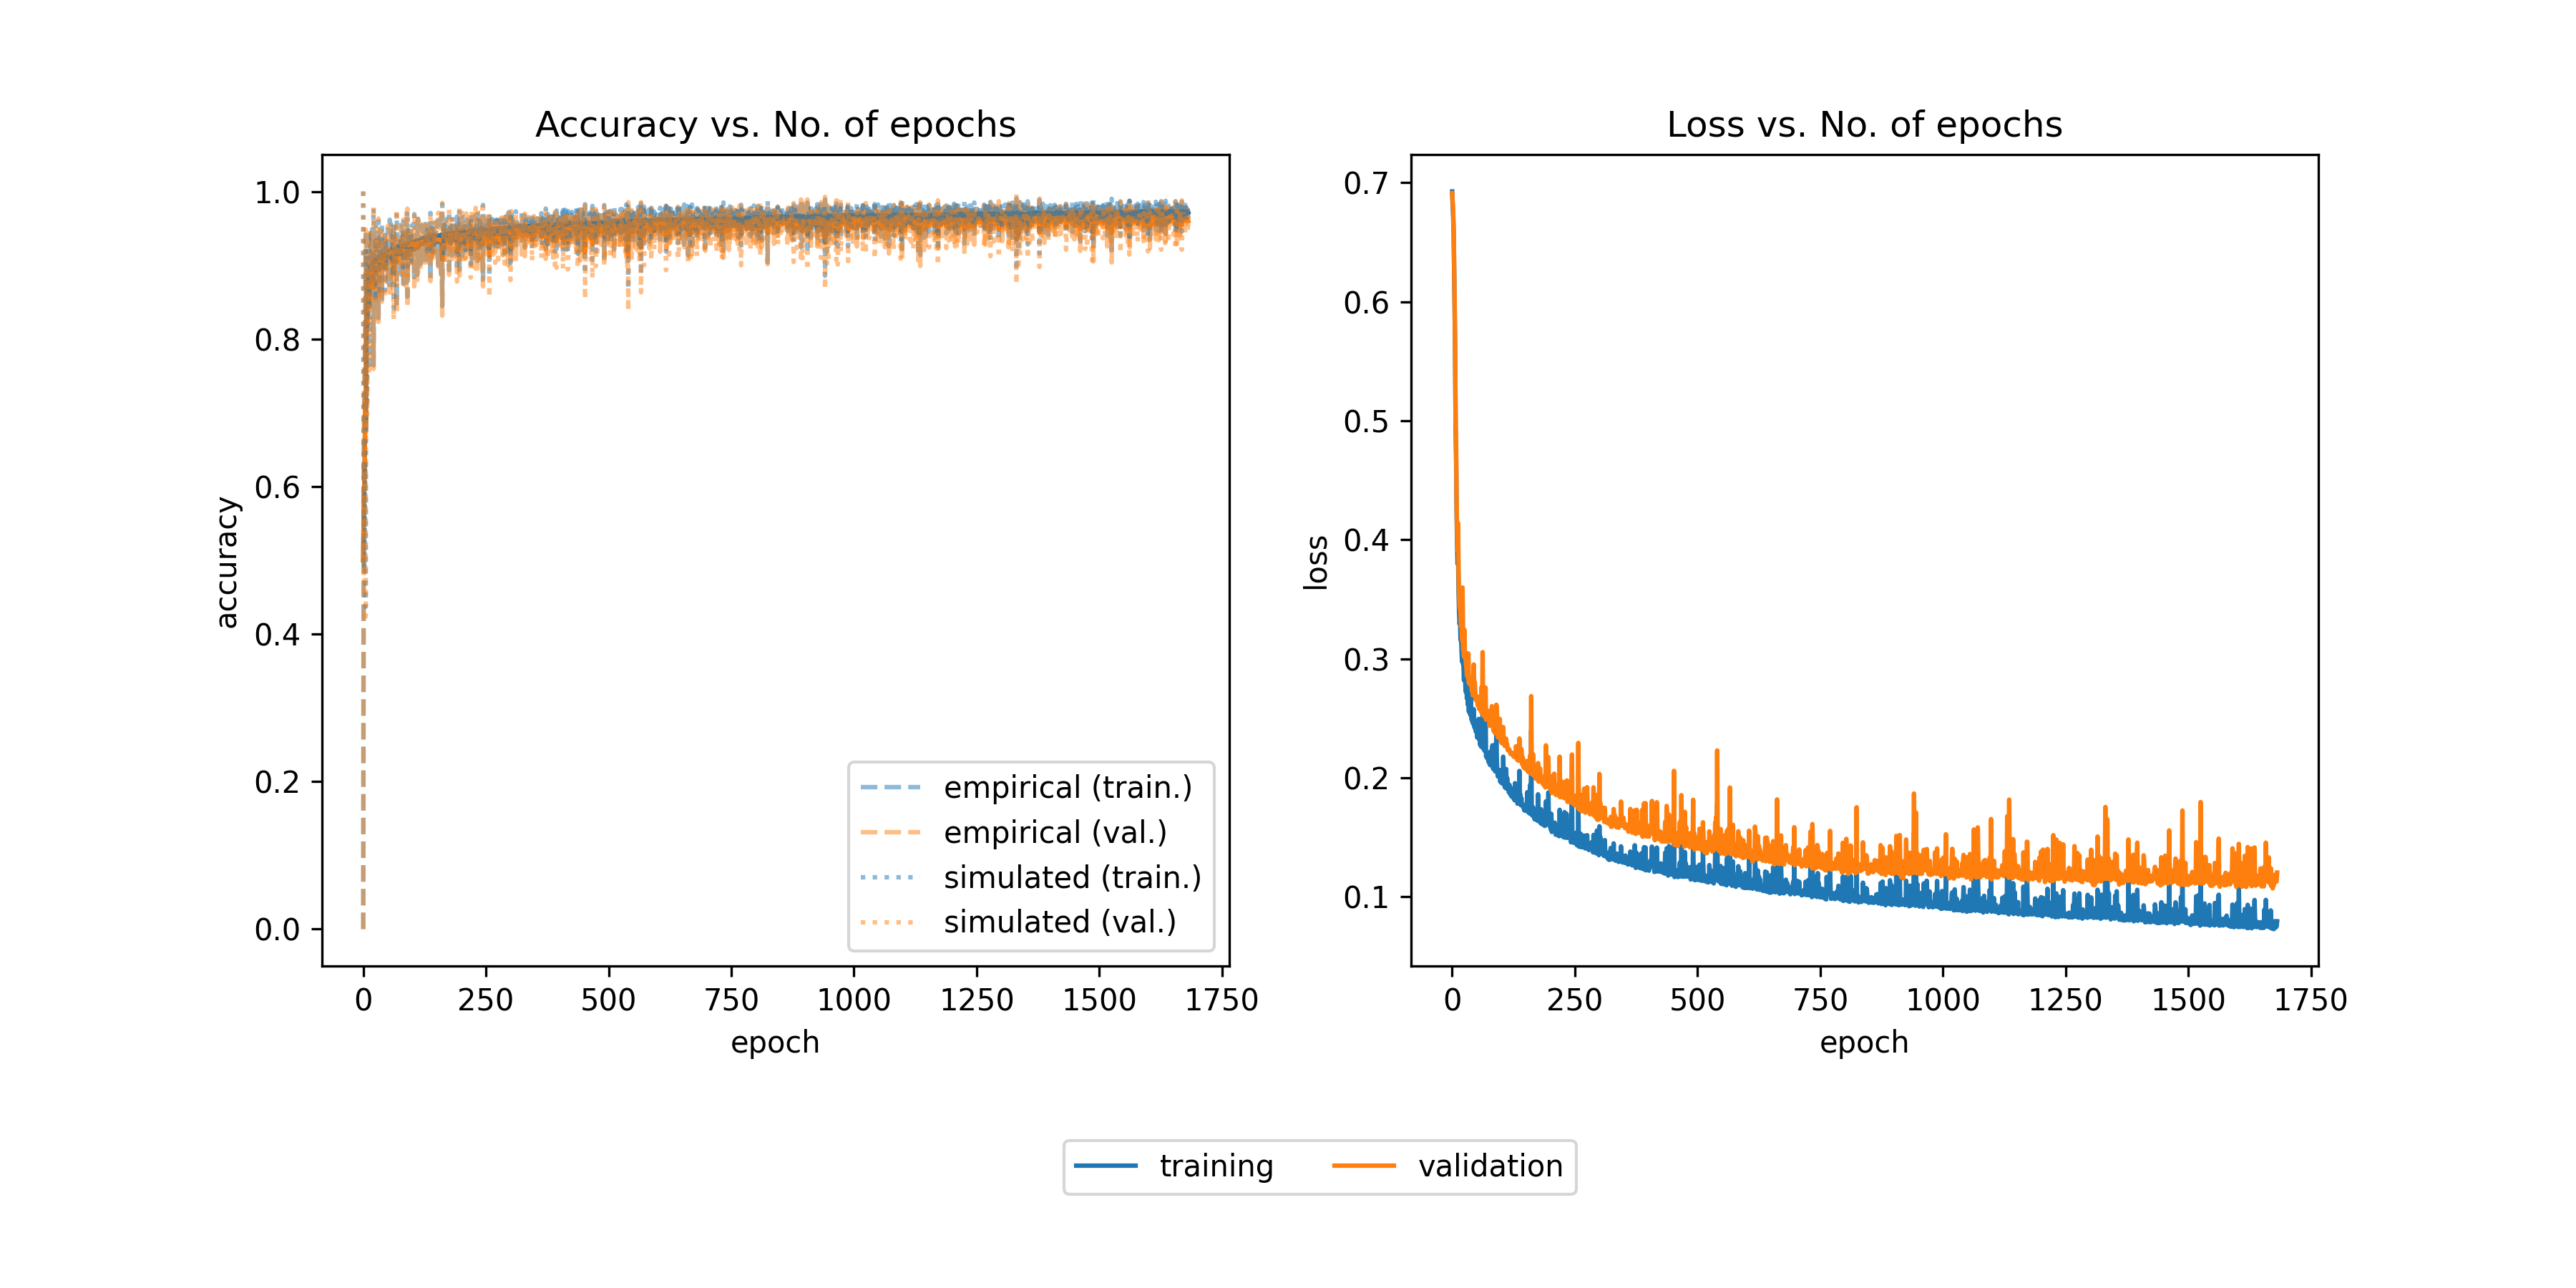 Accuracy vs. No. of epochs
1.0
0.8
0.6
0.4
0.2
0.0
accuracy
0 250 500 750 1000 1250 1500 1750
epoch
empirical (train.)
empirical (val.)
simulated (train.)
simulated (val.)
Loss vs. No. of epochs
0.7
0.6
0.5
0.4
0.3
0.2
0.1
loss
0 250 500 750 1000 1250 1500 1750
epoch
training validation